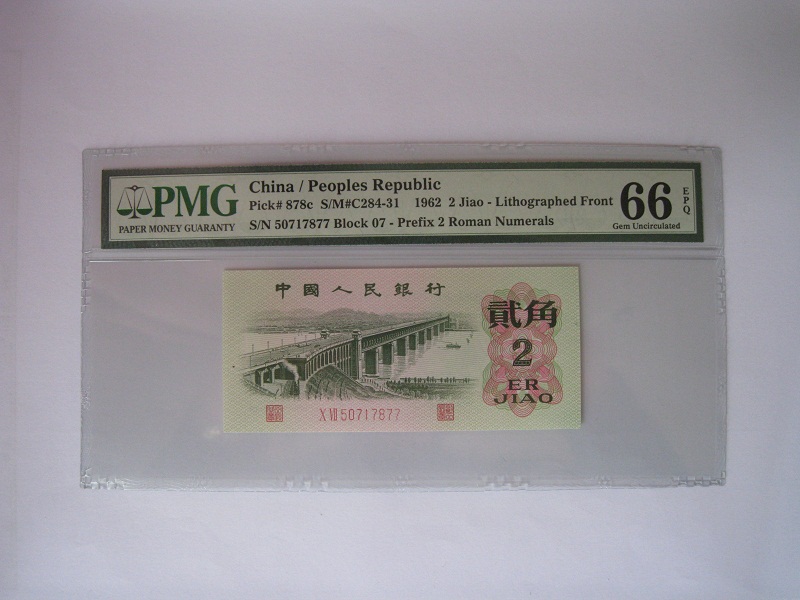 PMG
PAPER MONEY GUARANTY
China / Peoples Republic
Pick# 878c S/M#C284-31 1962 2 Jiao - Lithographed Front
S/N 50717877 Block 07 - Prefix 2 Roman Numerals
66
EPQ
Gem Uncirculated
中國人民銀行
貳角
2
ER
JIAO
X VII 50717877